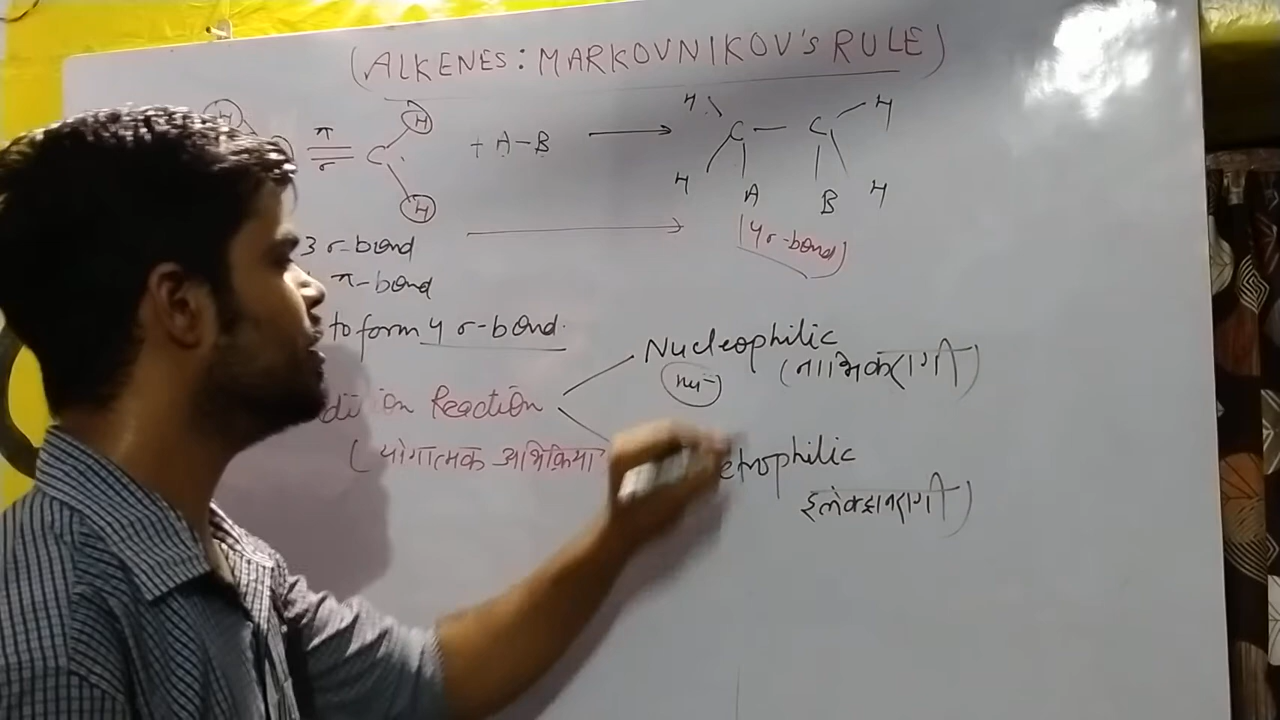 (ALKENES: MARKOVNIKOV'S RULE)
H π H
σ C
H
+ A-B
H C — C H
H A B H
4 σ-bond
3 σ-bond
π-bond
to form 4 σ-bond.
Nucleophilic
(नाभिकरागी)
nu-
Reaction
(योगात्मक अभिक्रिया
इलेक्ट्रानरागी)